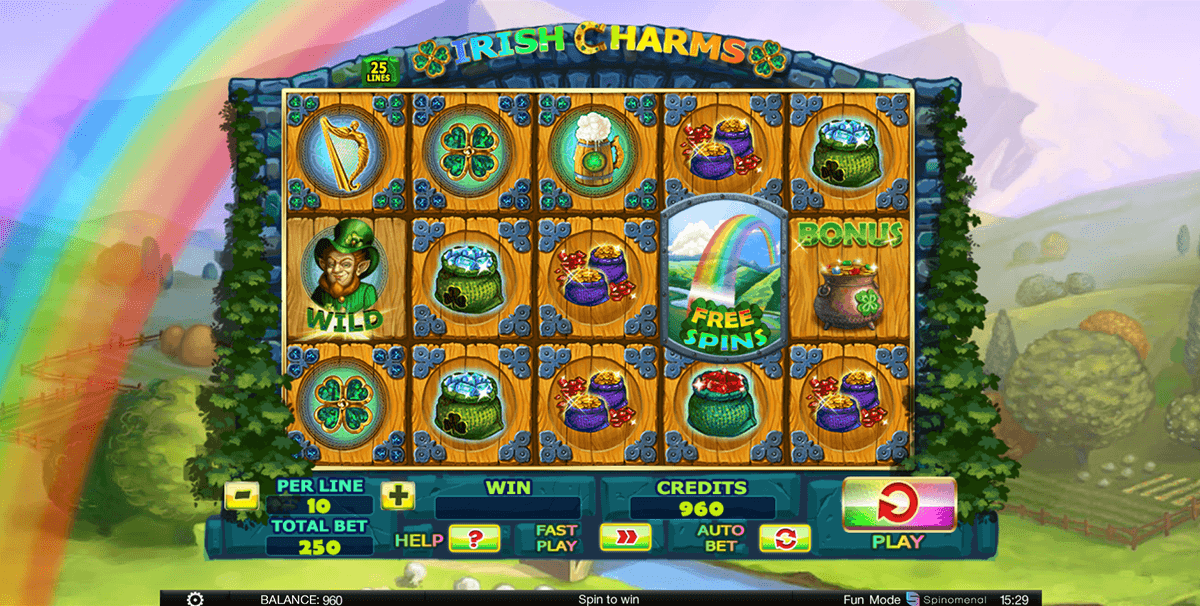 IRISH CHARMS
25
LINES
BONUS
WILD
FREE
SPINS
PER LINE
10
TOTAL BET
250
WIN
CREDITS
960
HELP
?
FAST
PLAY
AUTO
BET
PLAY
BALANCE: 960
Spin to win
Fun Mode
Spinomenal
15:29